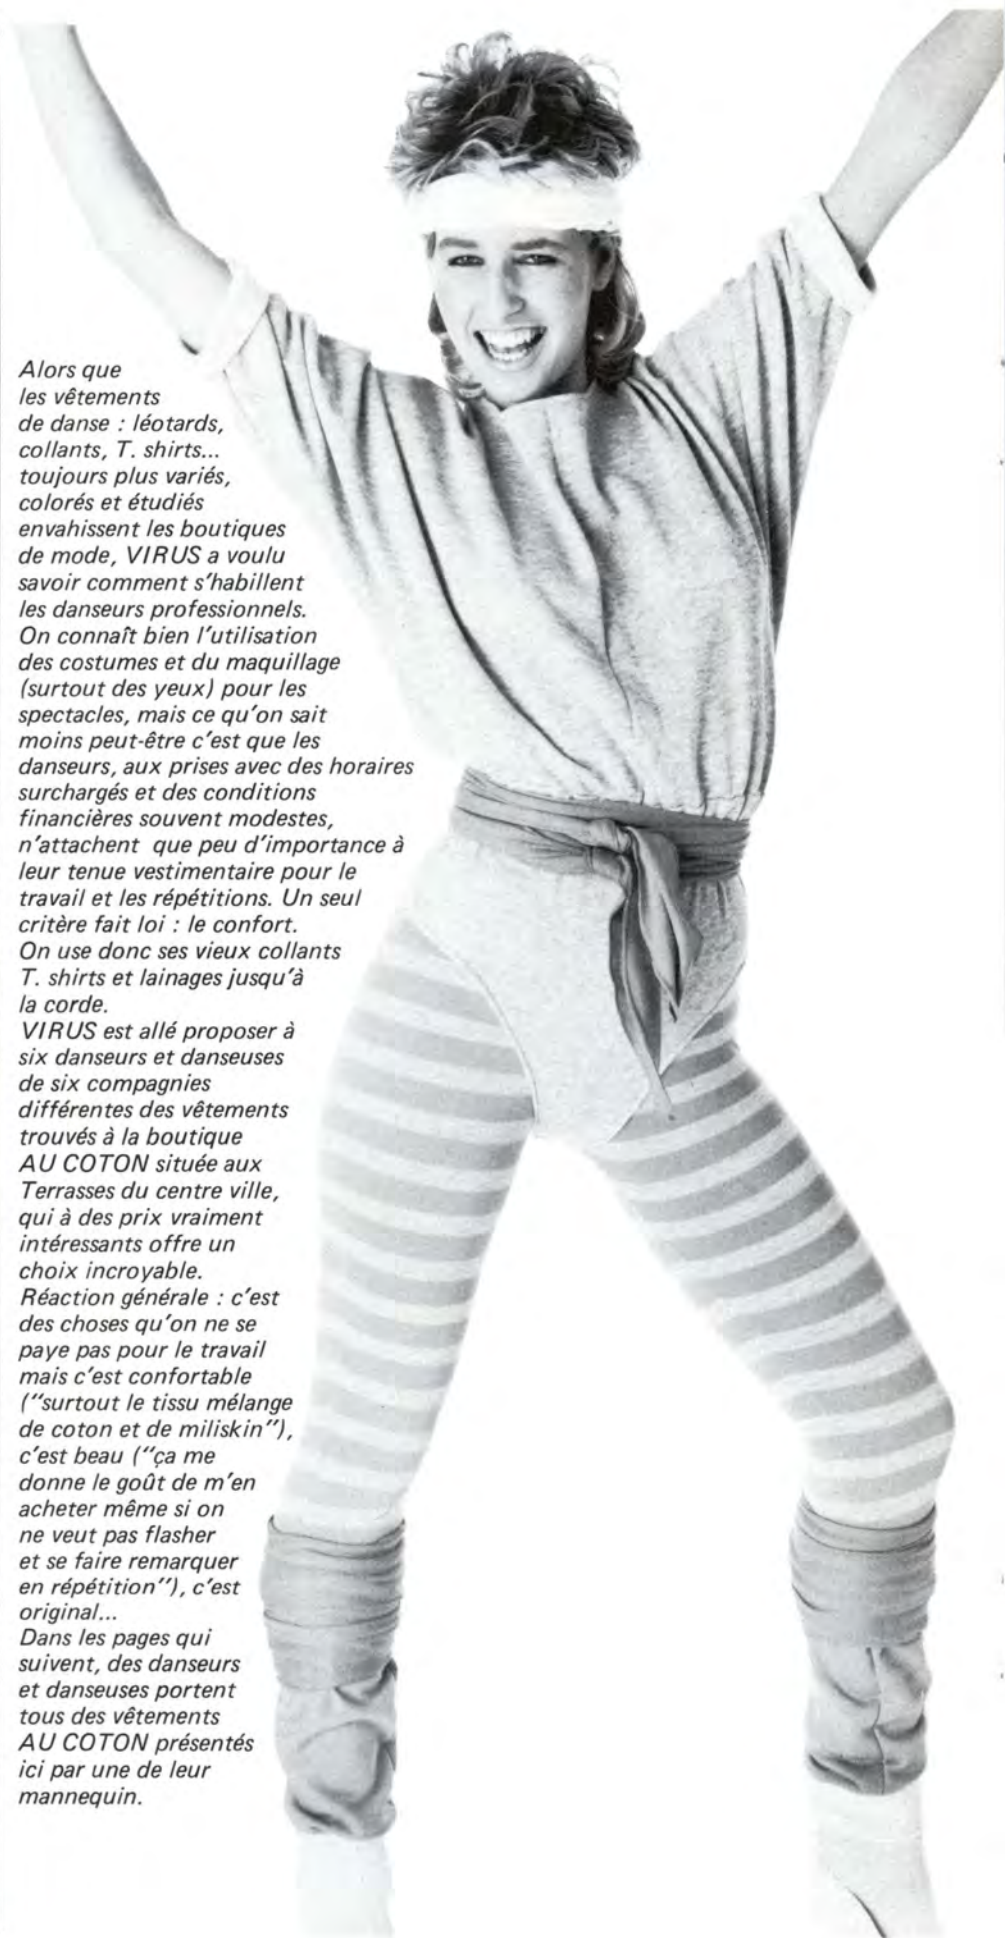 Alors que
les vêtements
de danse : léotards,
collants, T. shirts...
toujours plus variés,
colorés et étudiés
envahissent les boutiques
de mode, VIRUS a voulu
savoir comment s'habillent
les danseurs professionnels.
On connaît bien l'utilisation
des costumes et du maquillage
(surtout des yeux) pour les
spectacles, mais ce qu'on sait
moins peut-être c'est que les
danseurs, aux prises avec des horaires
surchargés et des conditions
financières souvent modestes,
n'attachent que peu d'importance à
leur tenue vestimentaire pour le
travail et les répétitions. Un seul
critère fait loi : le confort.
On use donc ses vieux collants
T. shirts et lainages jusqu'à
la corde.
VIRUS est allé proposer à
six danseurs et danseuses
de six compagnies
différentes des vêtements
trouvés à la boutique
AU COTON située aux
Terrasses du centre ville,
qui à des prix vraiment
intéressants offre un
choix incroyable.
Réaction générale : c'est
des choses qu'on ne se
paye pas pour le travail
mais c'est confortable
("surtout le tissu mélange
de coton et de miliskin"),
c'est beau ("ça me
donne le goût de m'en
acheter même si on
ne veut pas flasher
et se faire remarquer
en répétition"), c'est
original...
Dans les pages qui
suivent, des danseurs
et danseuses portent
tous des vêtements
AU COTON présentés
ici par une de leur
mannequin.